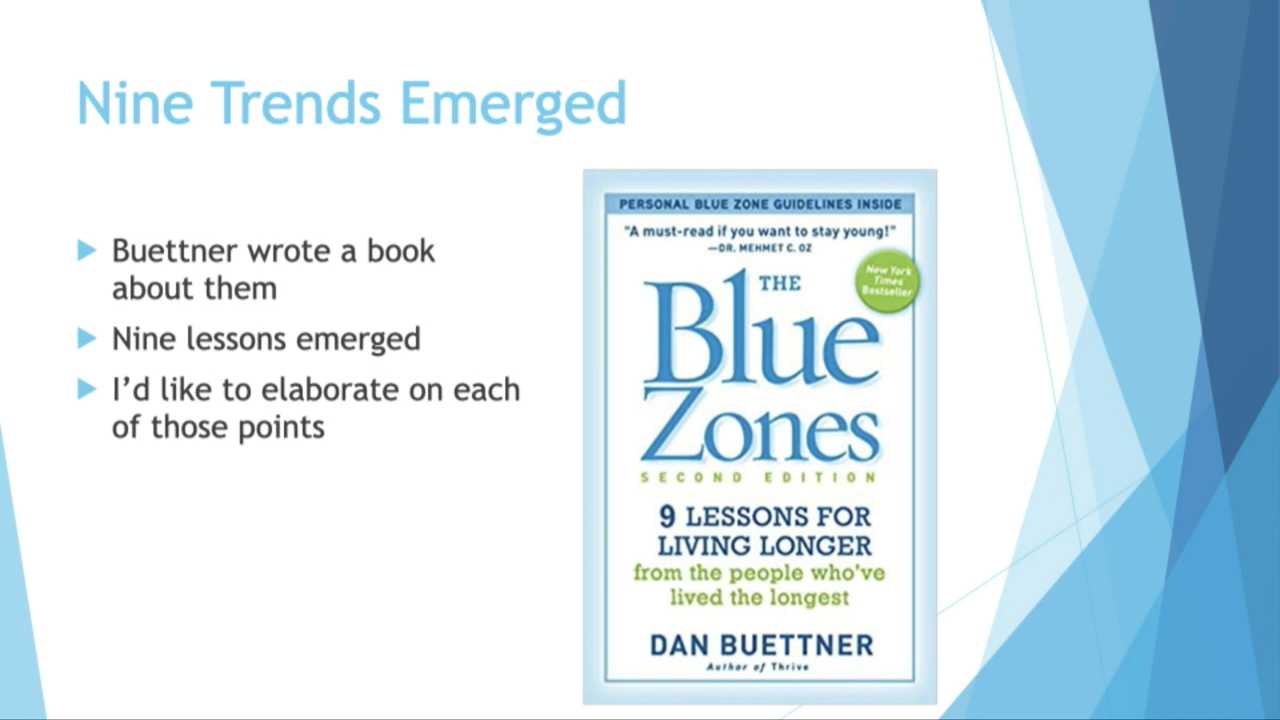 Nine Trends Emerged
Buettner wrote a book
about them
Nine lessons emerged
I'd like to elaborate on each
of those points
PERSONAL BLUE ZONE GUIDELINES INSIDE
"A must-read if you want to stay young!"
—DR. MEHMET C. OZ
New York
Times
Bestseller
THE
Blue
Zones
SECOND EDITION
9 LESSONS FOR
LIVING LONGER
from the people who've
lived the longest
DAN BUETTNER
Author of Thrive